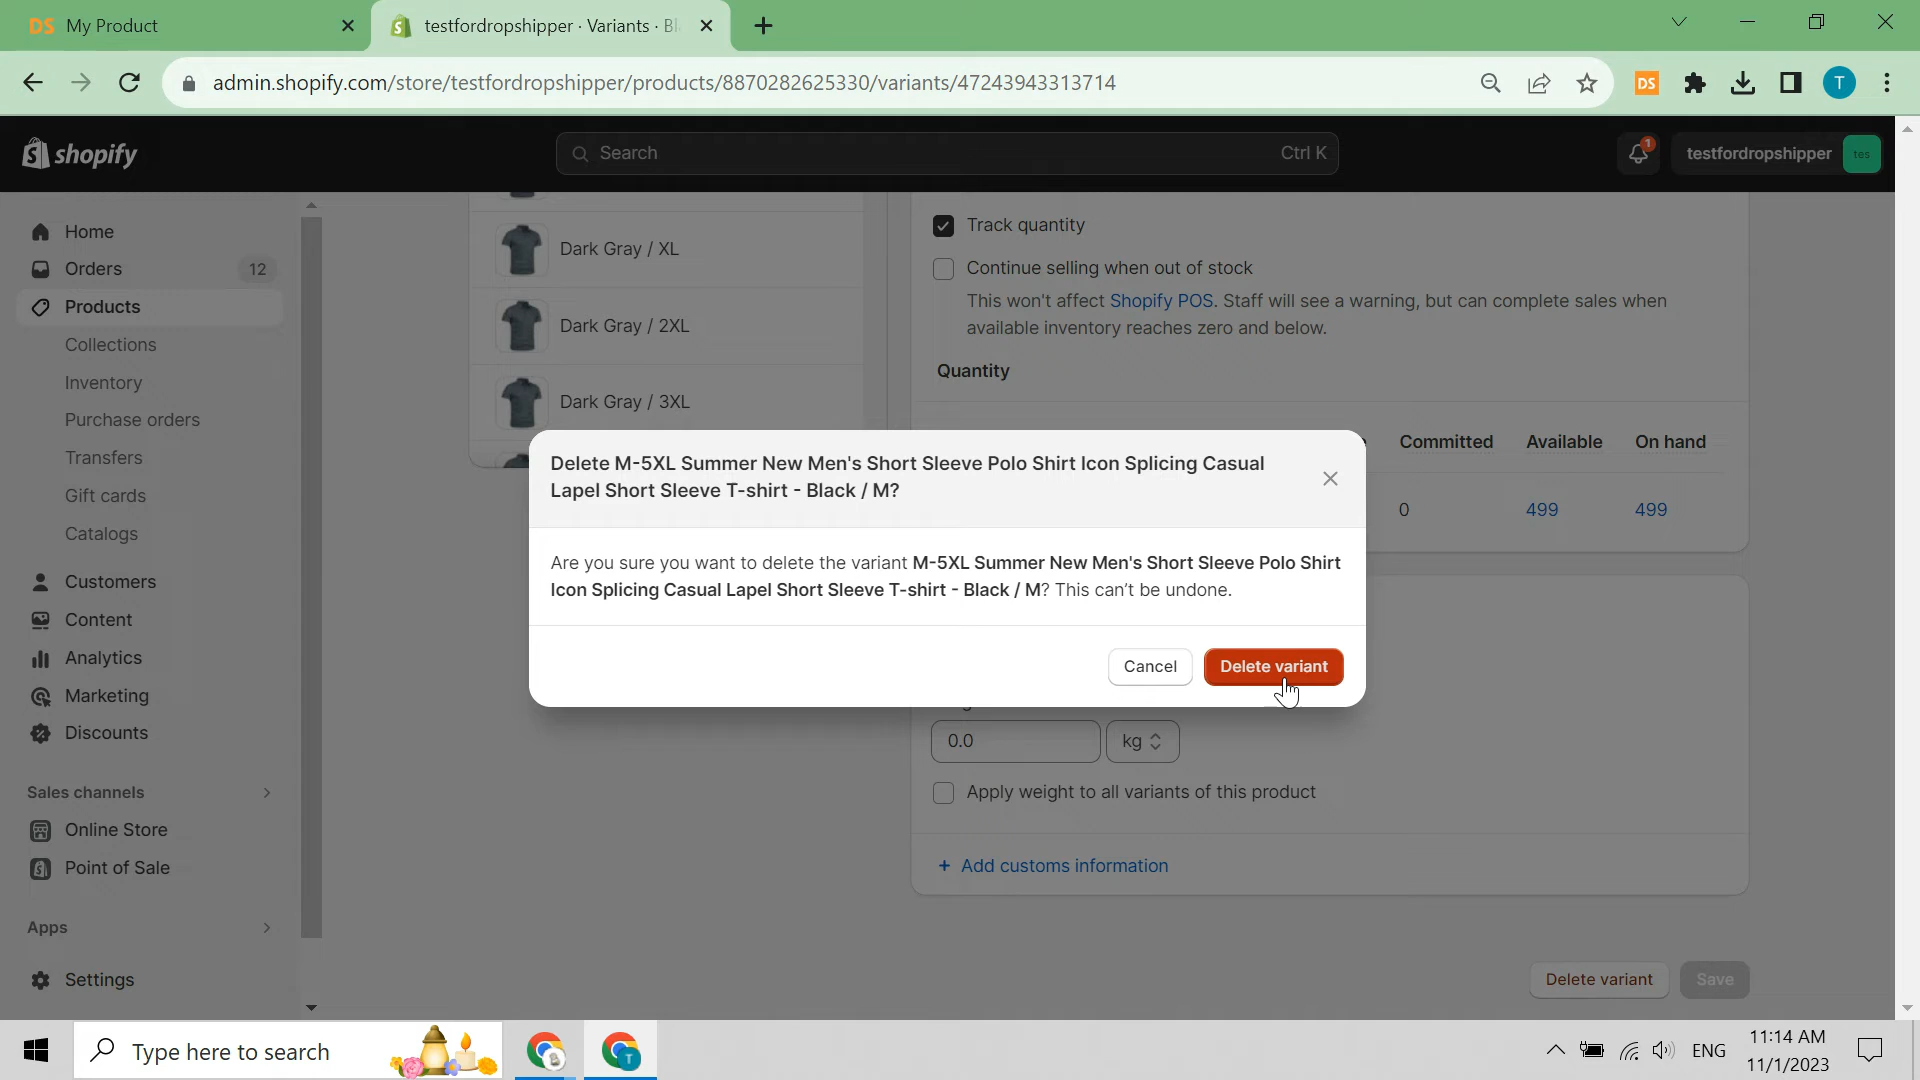 DS My Product
testfordropshipper · Variants · Bl
admin.shopify.com/store/testfordropshipper/products/8870282625330/variants/47243943313714
DS
T
shopify
Search
Ctrl K
1
testfordropshipper
tes
Home
Orders
12
Products
Collections
Inventory
Purchase orders
Transfers
Gift cards
Catalogs
Customers
Content
Analytics
Marketing
Discounts
Sales channels
Online Store
Point of Sale
Apps
Settings
Dark Gray / XL
Dark Gray / 2XL
Dark Gray / 3XL
Track quantity
Continue selling when out of stock
This won't affect Shopify POS. Staff will see a warning, but can complete sales when
available inventory reaches zero and below.
Quantity
Committed Available On hand
0 499 499
Delete M-5XL Summer New Men's Short Sleeve Polo Shirt Icon Splicing Casual
Lapel Short Sleeve T-shirt - Black / M?
Are you sure you want to delete the variant M-5XL Summer New Men's Short Sleeve Polo Shirt
Icon Splicing Casual Lapel Short Sleeve T-shirt - Black / M? This can't be undone.
Cancel
Delete variant
0.0
kg
Apply weight to all variants of this product
+ Add customs information
Delete variant
Save
Type here to search
T
ENG
11:14 AM
11/1/2023